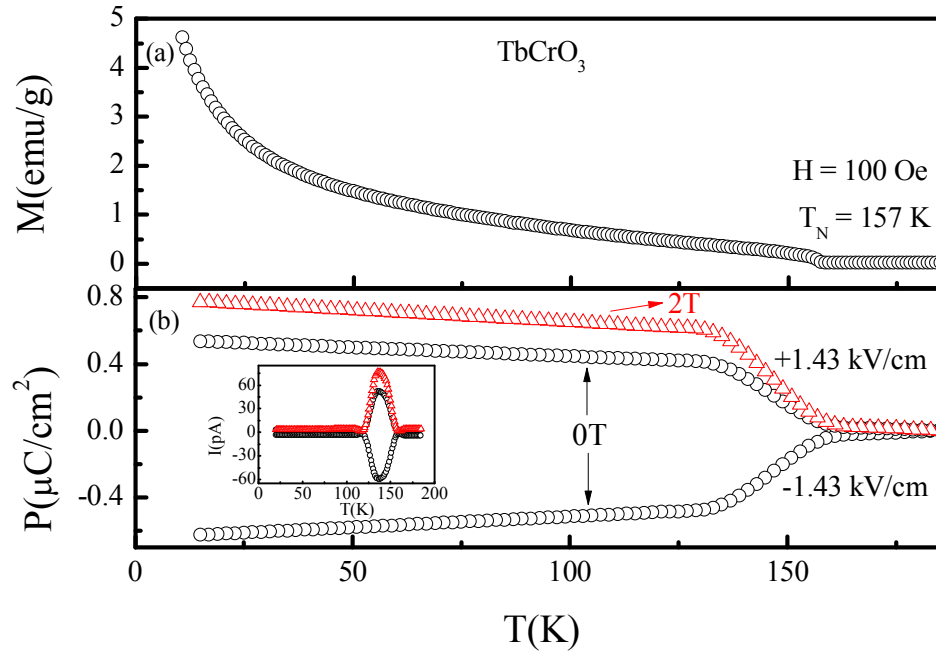 5
(a)
TbCrO₃
4
3
2
H = 100 Oe
1
T_N = 157 K
0
M(emu/g)
0.8
(b)
2T
+1.43 kV/cm
0.4
60
30
0
-30
-60
I(pA)
0 50 100 150 200
T(K)
0T
0.0
-0.4
-1.43 kV/cm
P(μC/cm²)
0 50 100 150
T(K)